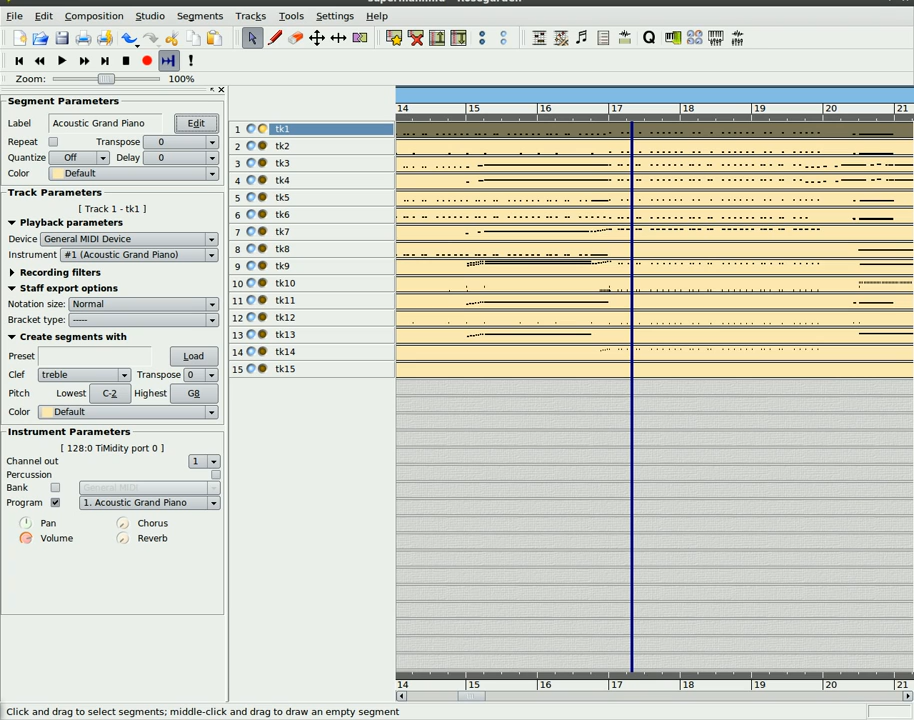 File Edit Composition Studio Segments Tracks Tools Settings Help
Zoom: 100%
Segment Parameters
Label Acoustic Grand Piano Edit
Repeat Transpose 0
Quantize Off Delay 0
Color Default
Track Parameters
[ Track 1 - tk1 ]
Playback parameters
Device General MIDI Device
Instrument #1 (Acoustic Grand Piano)
Recording filters
Staff export options
Notation size: Normal
Bracket type: -----
Create segments with
Preset Load
Clef treble Transpose 0
Pitch Lowest C-2 Highest G8
Color Default
Instrument Parameters
[ 128:0 TiMidity port 0 ]
Channel out 1
Percussion
Bank General MIDI
Program 1. Acoustic Grand Piano
Pan Chorus
Volume Reverb
14 15 16 17 18 19 20 21
1 tk1
2 tk2
3 tk3
4 tk4
5 tk5
6 tk6
7 tk7
8 tk8
9 tk9
10 tk10
11 tk11
12 tk12
13 tk13
14 tk14
15 tk15
14 15 16 17 18 19 20 21
Click and drag to select segments; middle-click and drag to draw an empty segment